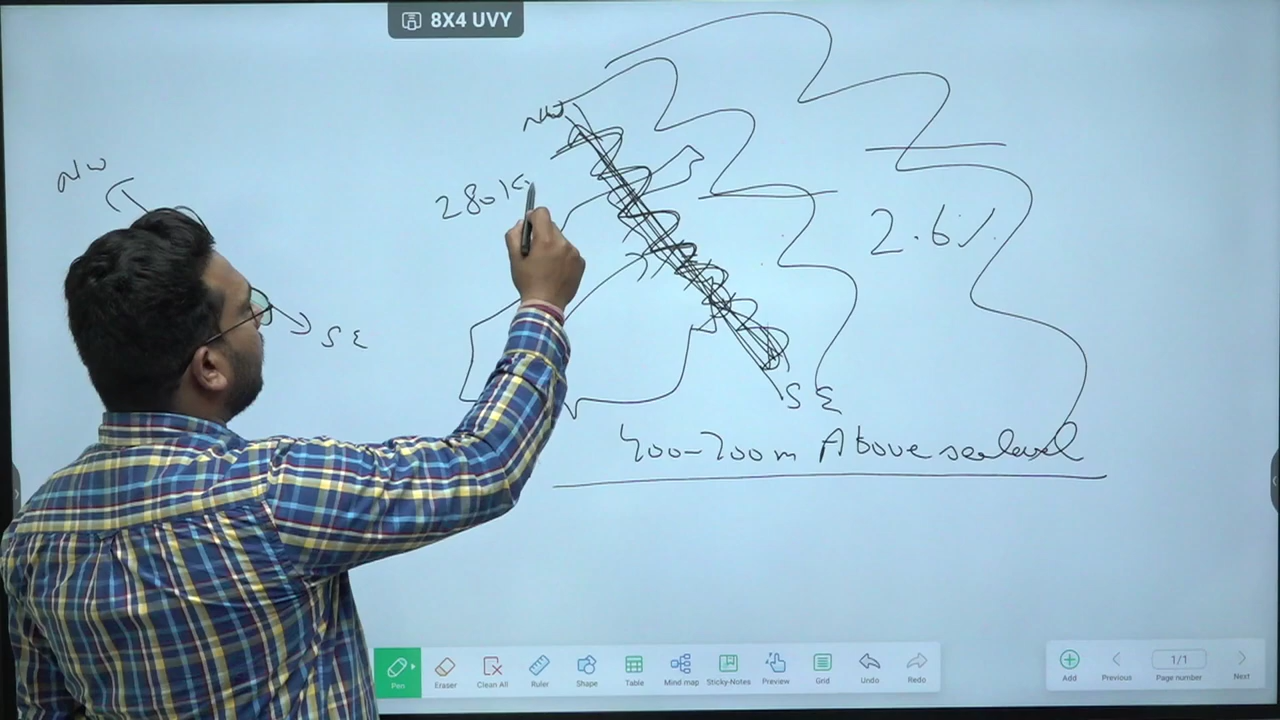 8X4 UVY
NW
NW
280K
2.6%
SE
SE
400-700m Above sealevel
Pen
Eraser
Clean All
Ruler
Shape
Table
Mind map
Sticky-Notes
Preview
Grid
Undo
Redo
Add
Previous
1/1
Page number
Next